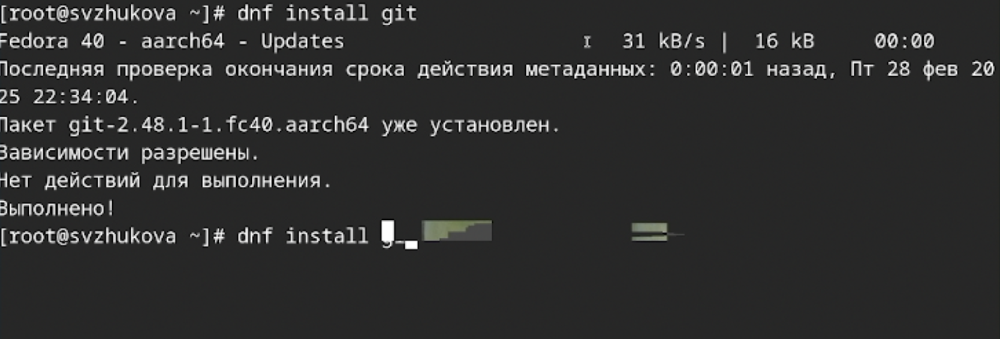 [root@svzhukova ~]# dnf install git
Fedora 40 - aarch64 - Updates 31 kB/s | 16 kB 00:00
Последняя проверка окончания срока действия метаданных: 0:00:01 назад, Пт 28 фев 20
25 22:34:04.
Пакет git-2.48.1-1.fc40.aarch64 уже установлен.
Зависимости разрешены.
Нет действий для выполнения.
Выполнено!
[root@svzhukova ~]# dnf install